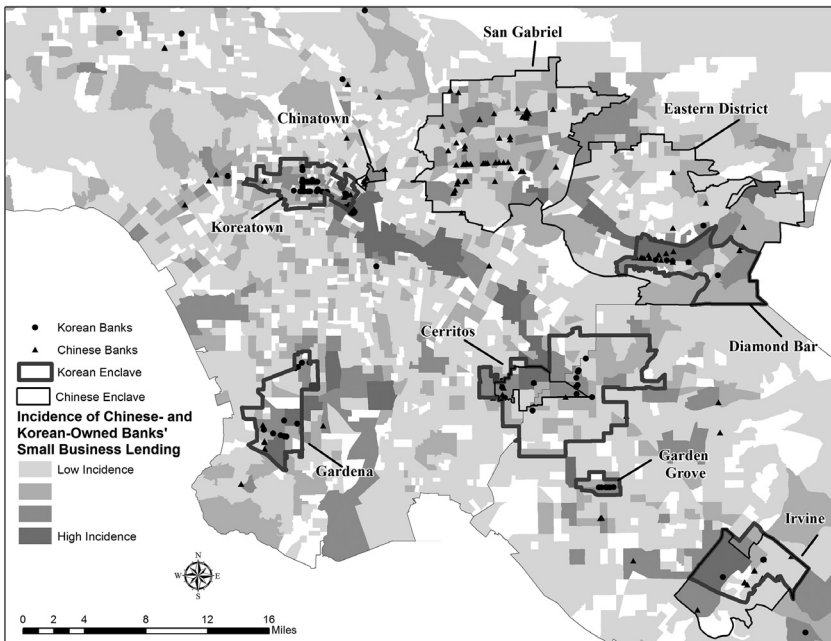 San Gabriel
Eastern District
Chinatown
Koreatown
Korean Banks
Chinese Banks
Korean Enclave
Chinese Enclave
Incidence of Chinese- and
Korean-Owned Banks'
Small Business Lending
Low Incidence
High Incidence
Cerritos
Diamond Bar
Gardena
Garden
Grove
Irvine
N
W E
S
0 2 4 8 12 16
Miles